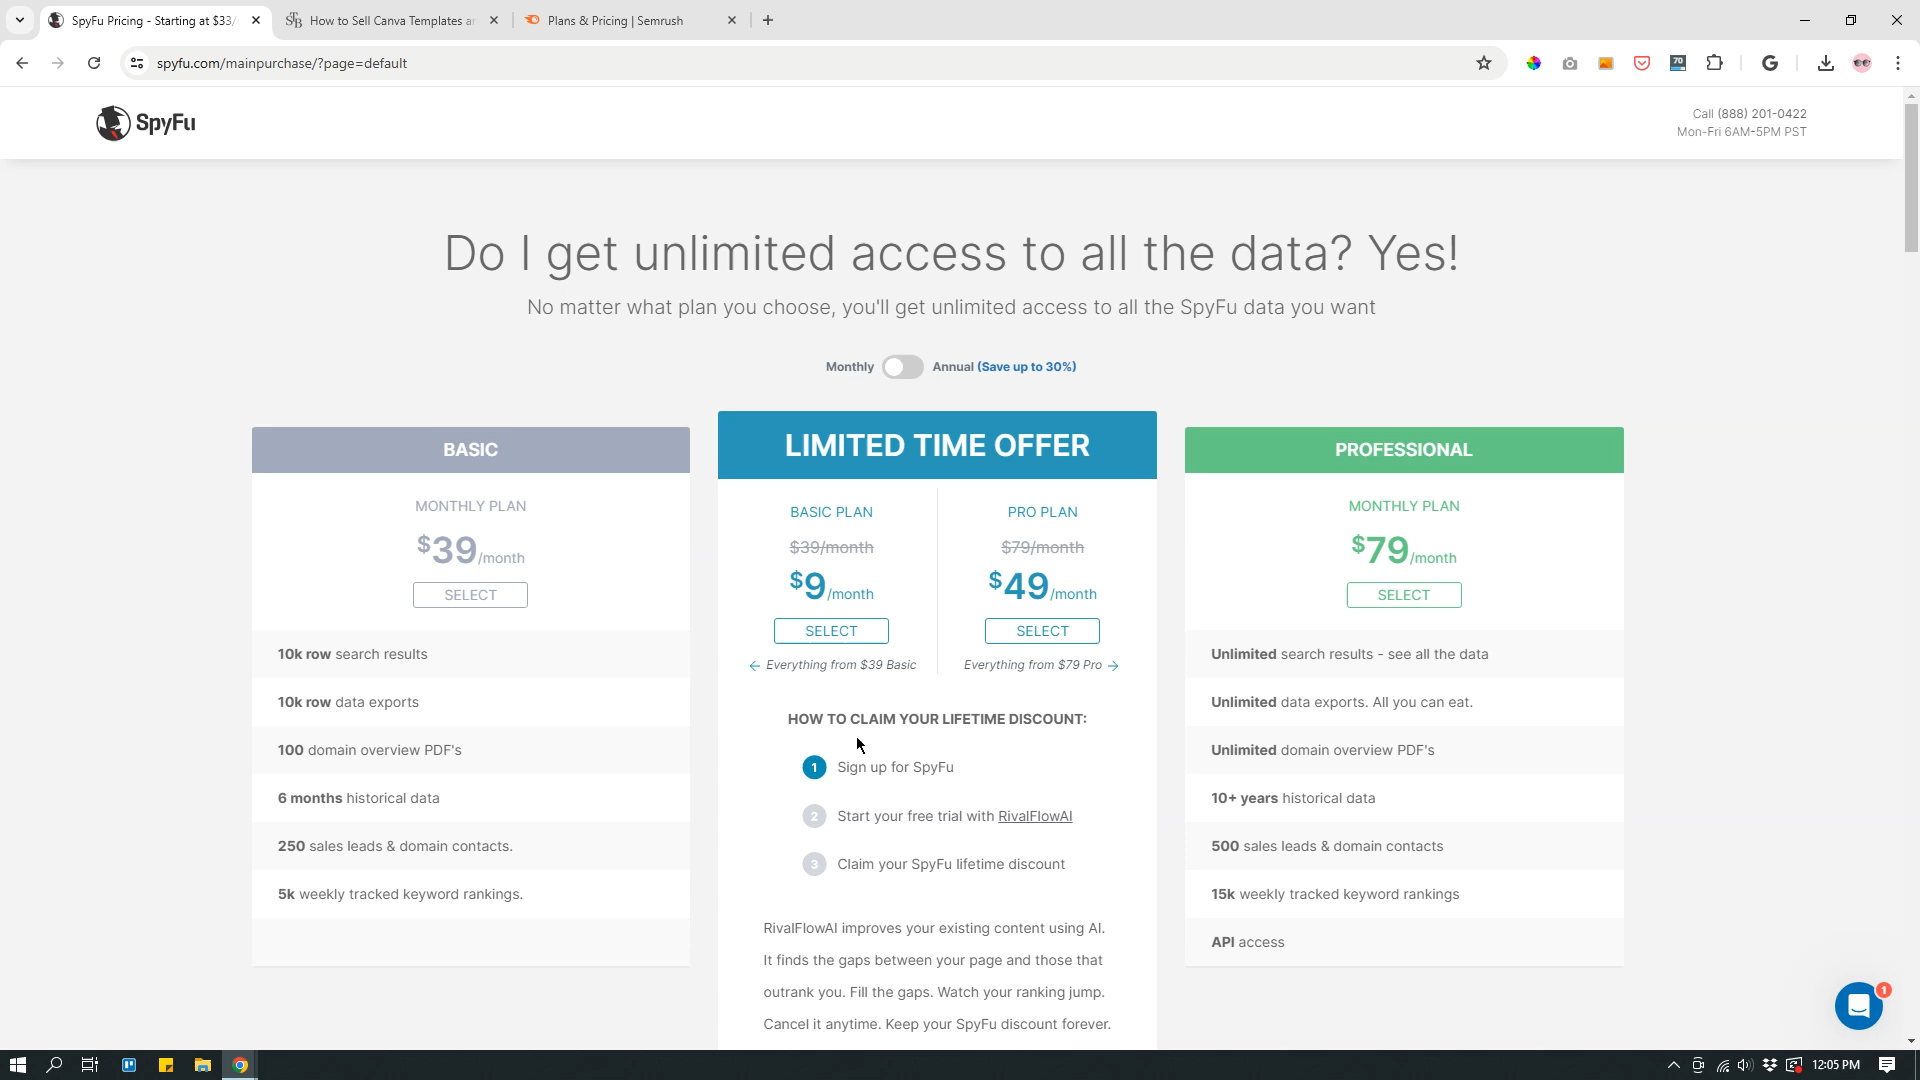 SpyFu Pricing - Starting at $33/
How to Sell Canva Templates ar
Plans & Pricing | Semrush
spyfu.com/mainpurchase/?page=default
70
SpyFu
Call (888) 201-0422
Mon-Fri 6AM-5PM PST
Do I get unlimited access to all the data? Yes!
No matter what plan you choose, you'll get unlimited access to all the SpyFu data you want
Monthly
Annual (Save up to 30%)
BASIC
MONTHLY PLAN
$39/month
SELECT
10k row search results
10k row data exports
100 domain overview PDF's
6 months historical data
250 sales leads & domain contacts.
5k weekly tracked keyword rankings.
LIMITED TIME OFFER
BASIC PLAN
$39/month
$9/month
SELECT
← Everything from $39 Basic
PRO PLAN
$79/month
$49/month
SELECT
Everything from $79 Pro →
HOW TO CLAIM YOUR LIFETIME DISCOUNT:
1 Sign up for SpyFu
2 Start your free trial with RivalFlowAI
3 Claim your SpyFu lifetime discount
RivalFlowAI improves your existing content using AI.
It finds the gaps between your page and those that
outrank you. Fill the gaps. Watch your ranking jump.
Cancel it anytime. Keep your SpyFu discount forever.
PROFESSIONAL
MONTHLY PLAN
$79/month
SELECT
Unlimited search results - see all the data
Unlimited data exports. All you can eat.
Unlimited domain overview PDF's
10+ years historical data
500 sales leads & domain contacts
15k weekly tracked keyword rankings
API access
1
12:05 PM